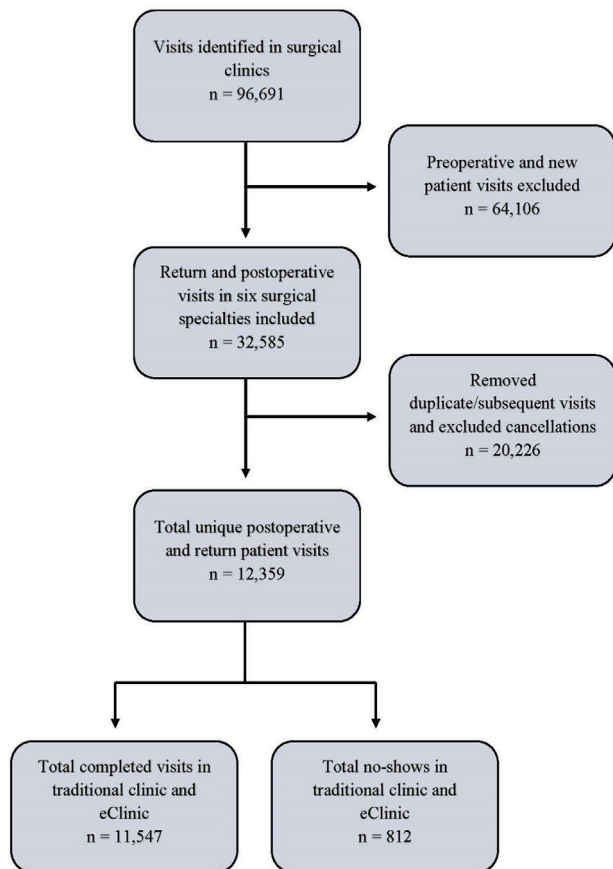 Visits identified in surgical
clinics
n = 96,691
Preoperative and new
patient visits excluded
n = 64,106
Return and postoperative
visits in six surgical
specialties included
n = 32,585
Removed
duplicate/subsequent visits
and excluded cancellations
n = 20,226
Total unique postoperative
and return patient visits
n = 12,359
Total completed visits in
traditional clinic and
eClinic
n = 11,547
Total no-shows in
traditional clinic and
eClinic
n = 812